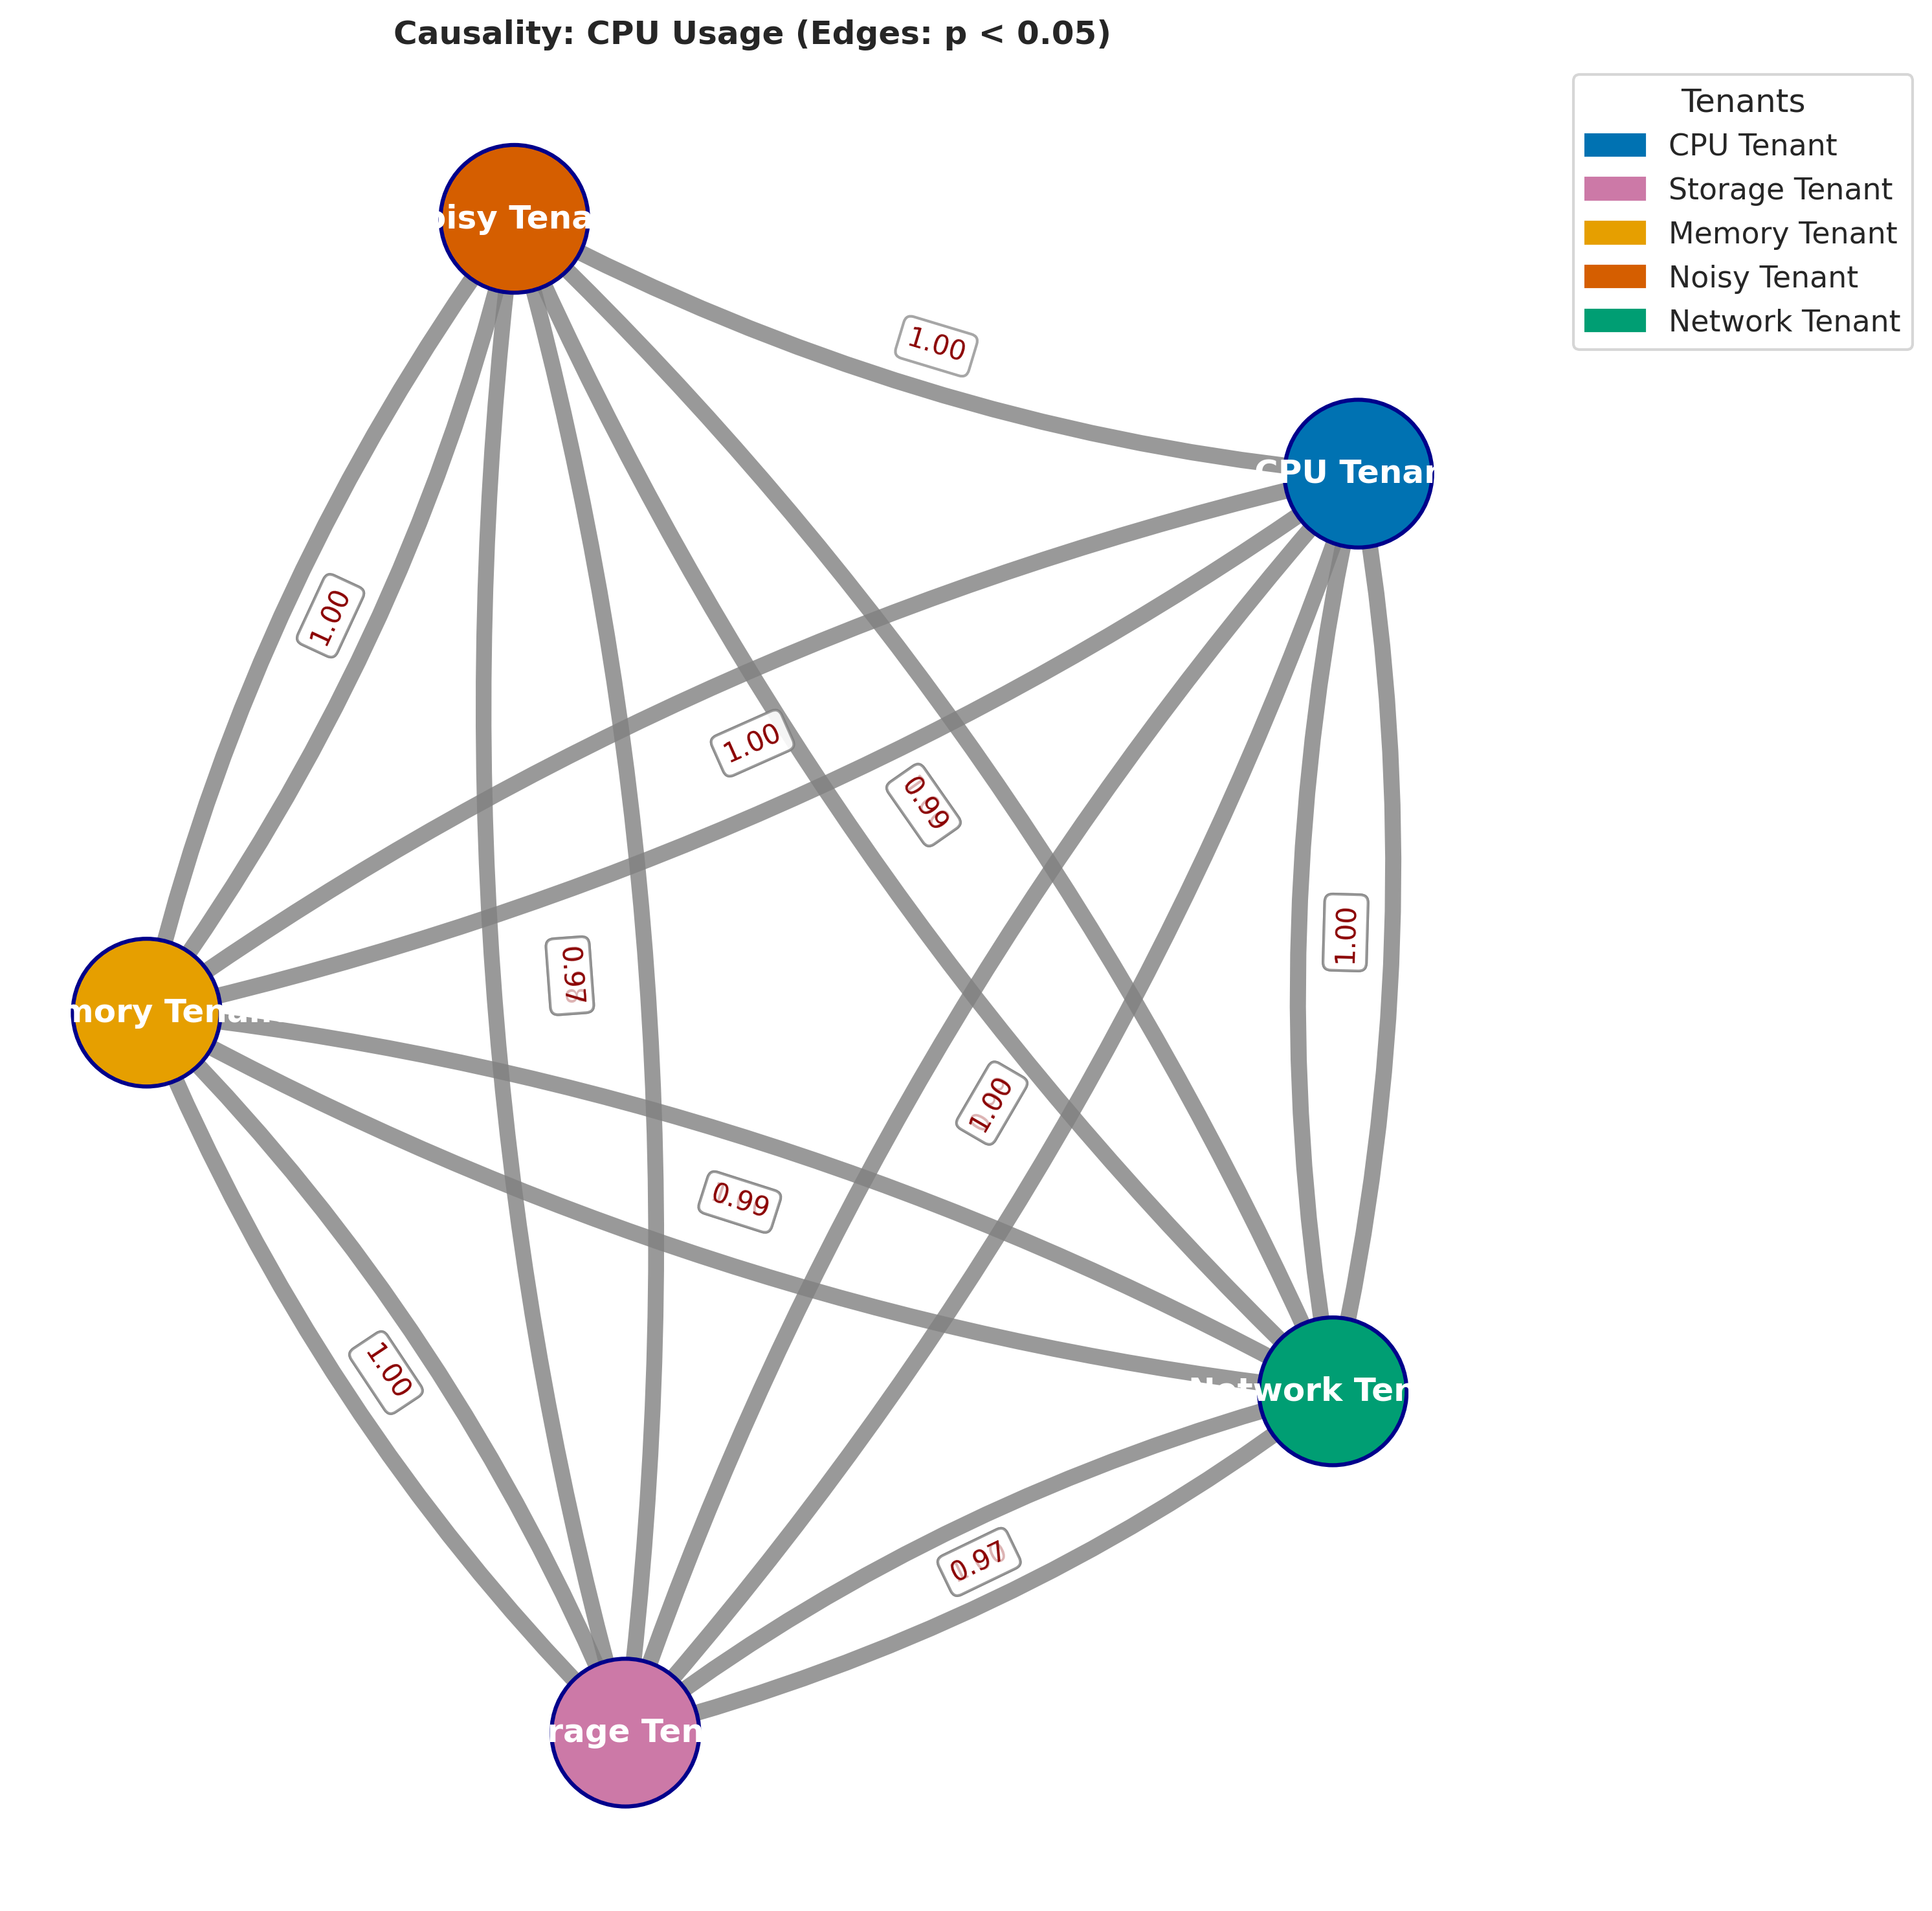 Causality: CPU Usage (Edges: p < 0.05)
Tenants
CPU Tenant
Storage Tenant
Memory Tenant
Noisy Tenant
Network Tenant
oisy Tena
1.00
CPU Tenan
1.00
1.00
0.99
1.00
0.97
mory Tenant
1.00
0.99
1.00
Network Ten
0.97
rage Ten